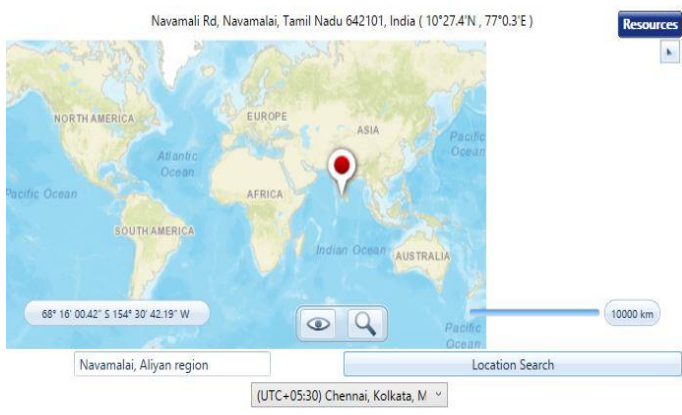 Navamali Rd, Navamalai, Tamil Nadu 642101, India ( 10°27.4'N , 77°0.3'E )
Resources
NORTH AMERICA
EUROPE
ASIA
Atlantic
Ocean
Pacific
Ocean
Pacific Ocean
AFRICA
SOUTH AMERICA
Indian Ocean
AUSTRALIA
68° 16' 00.42" S 154° 30' 42.19" W
10000 km
Pacific
Ocean
Navamalai, Aliyan region
Location Search
(UTC+05:30) Chennai, Kolkata, M